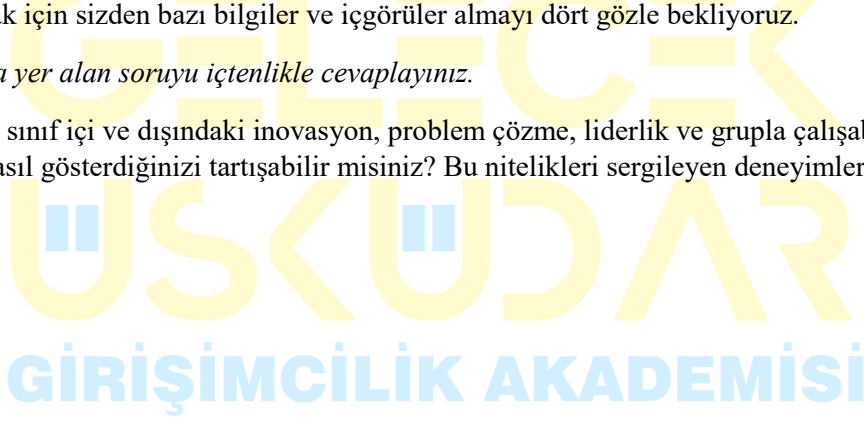 GELECEK
k için sizden bazı bilgiler ve içgörüler almayı dört gözle bekliyoruz.
a yer alan soruyu içtenlikle cevaplayınız.
sınıf içi ve dışındaki inovasyon, problem çözme, liderlik ve grupla çalışab
asıl gösterdiğinizi tartışabilir misiniz? Bu nitelikleri sergileyen deneyimler
ÜSKÜDAR
GİRİŞİMCİLİK AKADEMİSİ